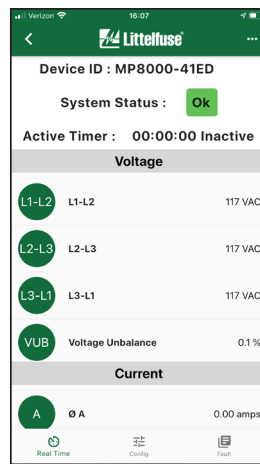 Verizon 16:07
Littelfuse
Device ID : MP8000-41ED
System Status : Ok
Active Timer : 00:00:00 Inactive
Voltage
L1-L2 L1-L2 117 VAC
L2-L3 L2-L3 117 VAC
L3-L1 L3-L1 117 VAC
VUB Voltage Unbalance 0.1 %
Current
A Ø A 0.00 amps
Real Time Config Fault